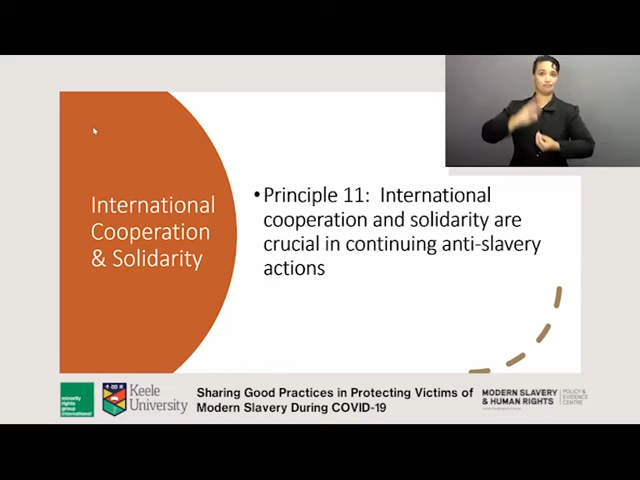 International
Cooperation
& Solidarity
•Principle 11: International
cooperation and solidarity are
crucial in continuing anti-slavery
actions
minority
rights
group
international
Keele
University
Sharing Good Practices in Protecting Victims of
Modern Slavery During COVID-19
MODERN SLAVERY
& HUMAN RIGHTS
POLICY &
EVIDENCE
CENTRE